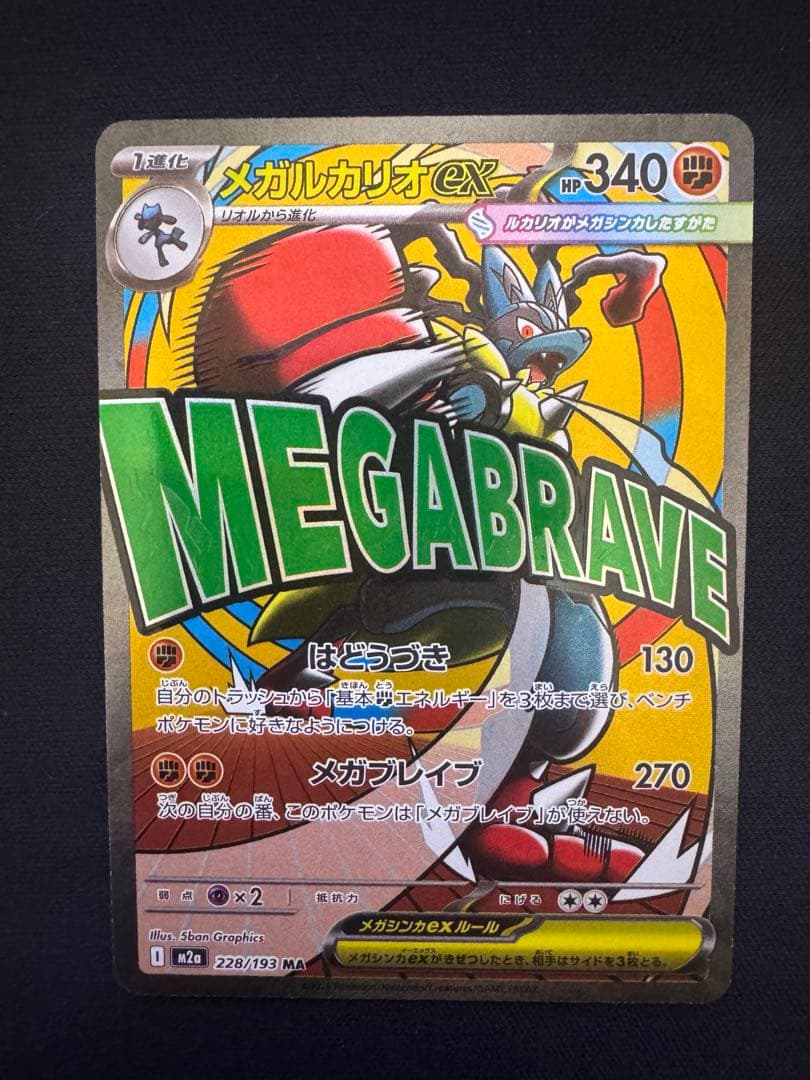 1進化
メガルカリオex
HP340
リオルから進化
ルカリオがメガシンカしたすがた
MEGABRAVE
はどうづき 130
自分のトラッシュから「基本エネルギー」を3枚まで選び、ベンチ
ポケモンに好きなようにつける。
メガブレイブ 270
次の自分の番、このポケモンは「メガブレイブ」が使えない。
弱点 ×2 抵抗力 にげる
メガシンカexルール
メガシンカexがきぜつしたとき、相手はサイドを3枚とる。
Illus. 5ban Graphics
I m2a 228/193 MA
Pokémon/Nintendo/Creatures/GAME FREAK